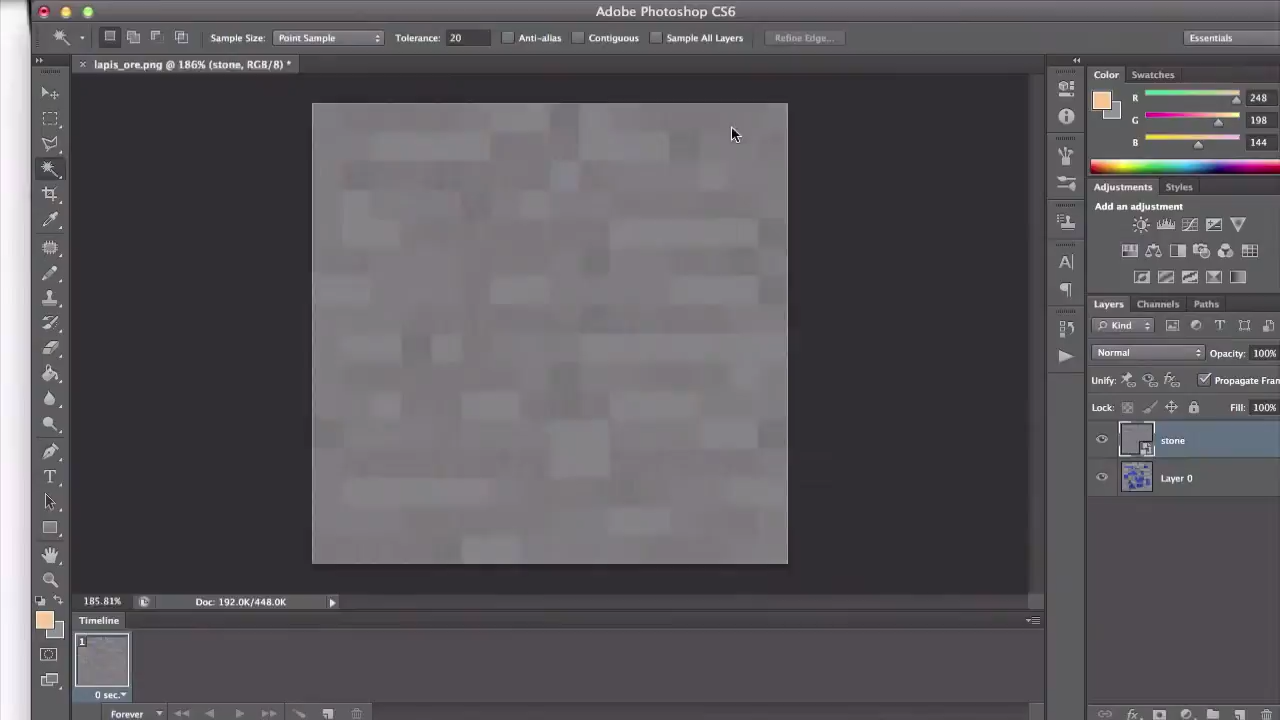 Adobe Photoshop CS6
Sample Size: Point Sample Tolerance: 20 Anti-alias Contiguous Sample All Layers Refine Edge... Essentials
× lapis_ore.png @ 186% (stone, RGB/8) *
Color Swatches
R 248
G 198
B 144
Adjustments Styles
Add an adjustment
Layers Channels Paths
Kind
Normal Opacity: 100%
Unify: Propagate Fran
Lock: Fill: 100%
stone
Layer 0
185.81% Doc: 192.0K/448.0K
Timeline
1
0 sec.
Forever